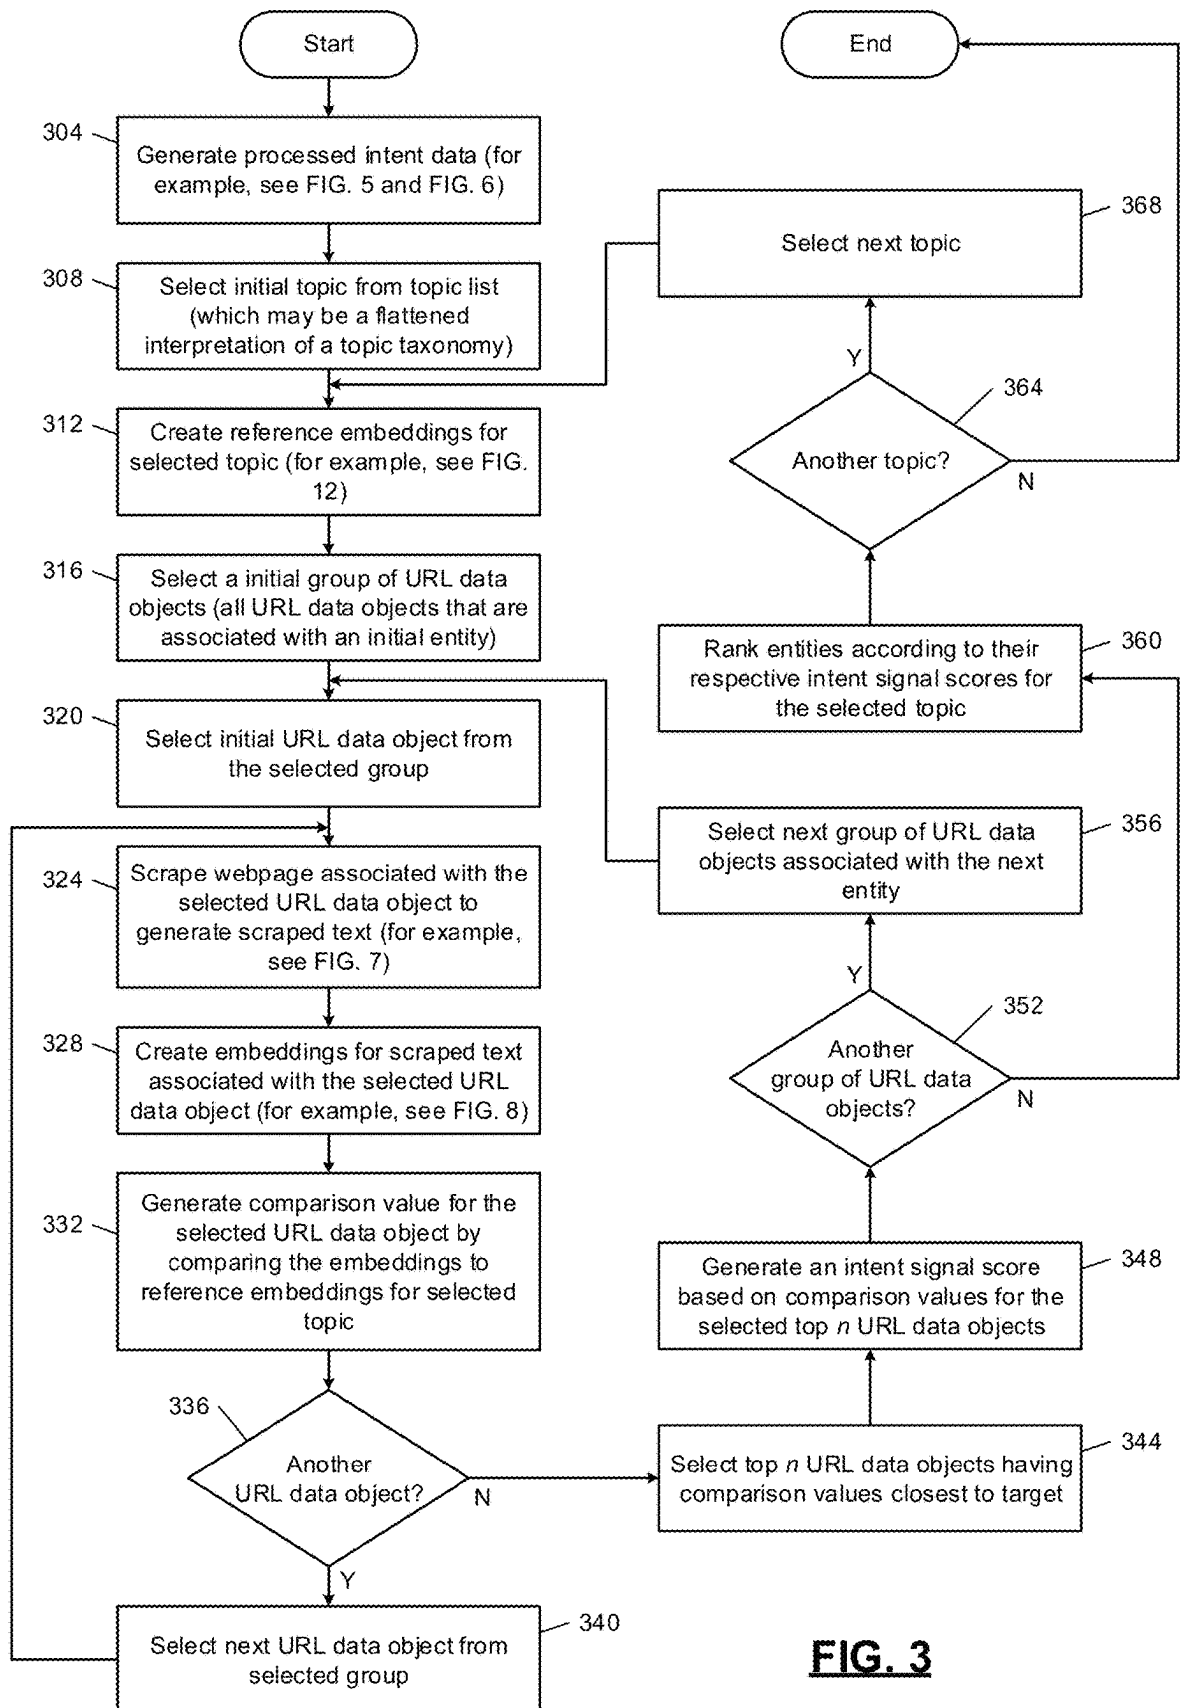 Start
304
Generate processed intent data (for
example, see FIG. 5 and FIG. 6)
308
Select initial topic from topic list
(which may be a flattened
interpretation of a topic taxonomy)
312
Create reference embeddings for
selected topic (for example, see FIG.
12)
316
Select a initial group of URL data
objects (all URL data objects that are
associated with an initial entity)
320
Select initial URL data object from
the selected group
324
Scrape webpage associated with the
selected URL data object to
generate scraped text (for example,
see FIG. 7)
328
Create embeddings for scraped text
associated with the selected URL
data object (for example, see FIG. 8)
332
Generate comparison value for the
selected URL data object by
comparing the embeddings to
reference embeddings for selected
topic
336
Another
URL data object?
N
Y
340
Select next URL data object from
selected group
End
368
Select next topic
Y
364
Another topic?
N
360
Rank entities according to their
respective intent signal scores for
the selected topic
356
Select next group of URL data
objects associated with the next
entity
Y
352
Another
group of URL data
objects?
N
348
Generate an intent signal score
based on comparison values for the
selected top n URL data objects
344
Select top n URL data objects having
comparison values closest to target
FIG. 3